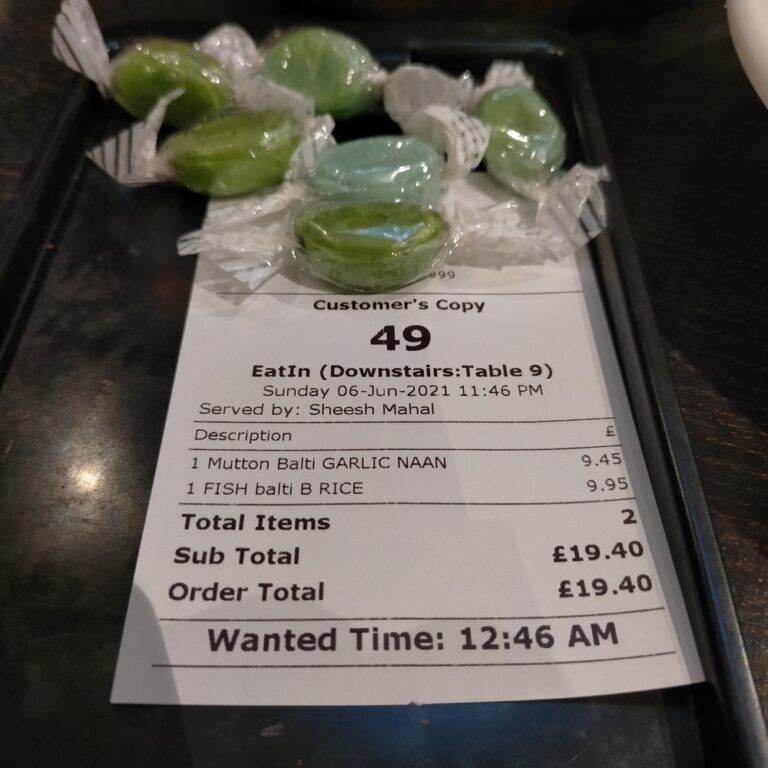 999
Customer's Copy
49
EatIn (Downstairs:Table 9)
Sunday 06-Jun-2021 11:46 PM
Served by: Sheesh Mahal
Description £
1 Mutton Balti GARLIC NAAN 9.45
1 FISH balti B RICE 9.95
Total Items 2
Sub Total £19.40
Order Total £19.40
Wanted Time: 12:46 AM